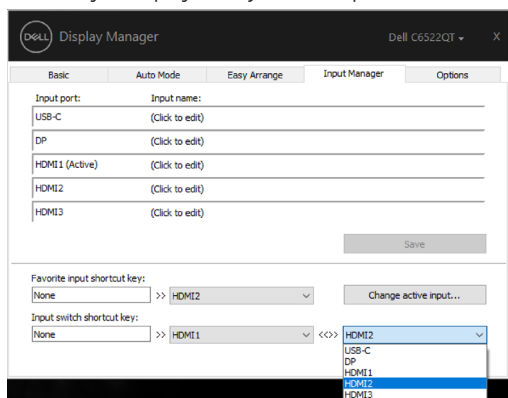 DELL Display Manager Dell C6522QT X
Basic Auto Mode Easy Arrange Input Manager Options
Input port: Input name:
USB-C (Click to edit)
DP (Click to edit)
HDMI1 (Active) (Click to edit)
HDMI2 (Click to edit)
HDMI3 (Click to edit)
Save
Favorite input shortcut key:
None >> HDMI2 Change active input...
Input switch shortcut key:
None >> HDMI1 <<>> HDMI2
USB-C
DP
HDMI1
HDMI2
HDMI3